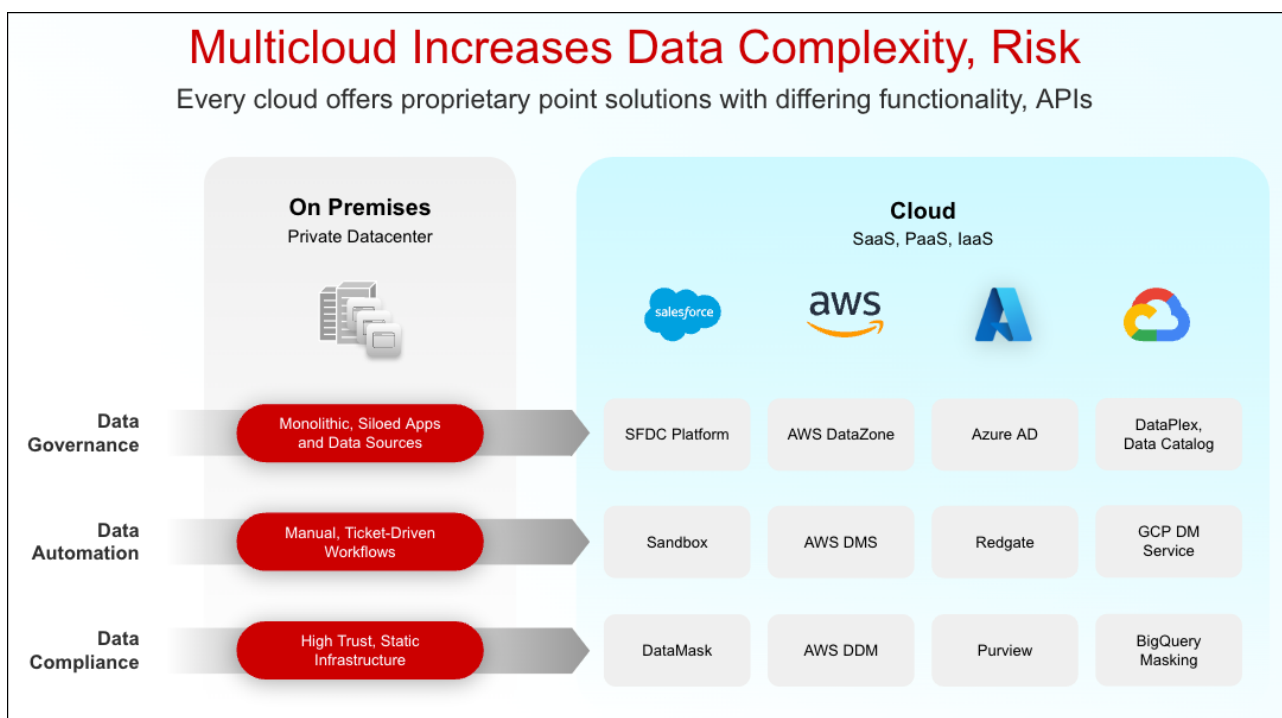 Multicloud Increases Data Complexity, Risk
Every cloud offers proprietary point solutions with differing functionality, APIs
On Premises
Private Datacenter
Cloud
SaaS, PaaS, IaaS
salesforce
aws
Data
Governance
Monolithic, Siloed Apps
and Data Sources
SFDC Platform
AWS DataZone
Azure AD
DataPlex,
Data Catalog
Data
Automation
Manual, Ticket-Driven
Workflows
Sandbox
AWS DMS
Redgate
GCP DM
Service
Data
Compliance
High Trust, Static
Infrastructure
DataMask
AWS DDM
Purview
BigQuery
Masking